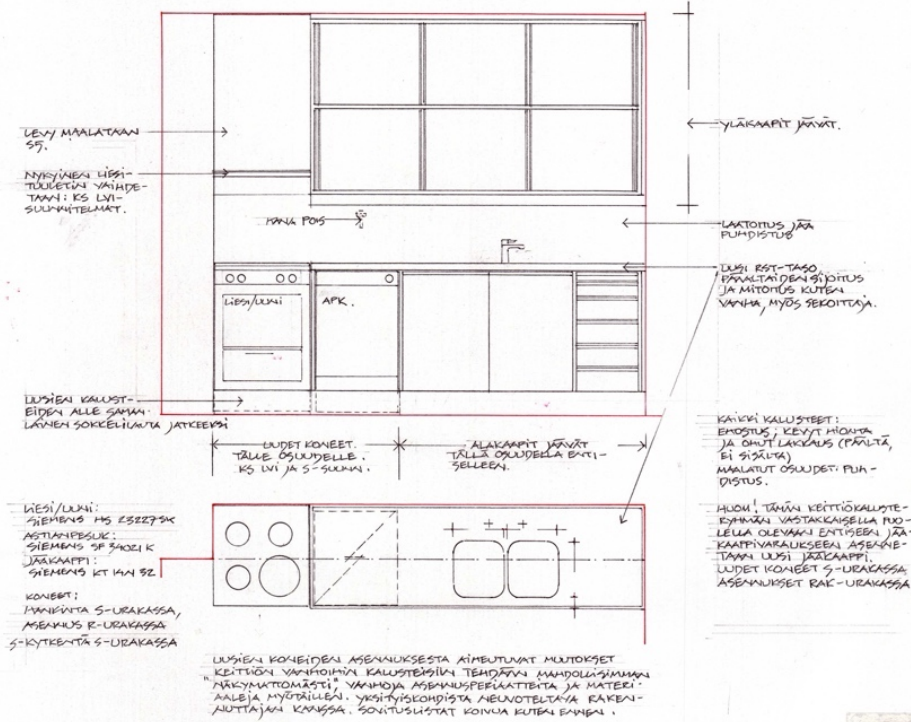 LEVY MAALATAAN
S5.
NYKYINEN LIESI-
TUULETIN VAIHDE-
TAAN: KS LVI-
SUUNNITELMAT.
HANA POIS
YLÄKAAPIT JÄÄVÄT.
LAATOITUS JÄÄ
PUHDISTUS
UUSI RST-TASO
PÄÄLTÄ SIJOITUS
JA MITOITUS KUTEN
VANHA, MYÖS SEKOITTAJA.
LIESI/UUNI
APK.
UUSIEN KALUST-
EIDEN ALLE SAMAN-
LAINEN SOKKELILAUTA JATKEEKSI
UUDET KONEET.
TÄLLE OSUUDELLE.
KS LVI JA S-SUUNN.
ALAKAAPIT JÄÄVÄT
TÄLLÄ OSUUDELLA ENTI-
SELLEEN.
KAIKKI KALUSTEET:
EHOSTUS; KEVYT HIONTA
JA OHUT LAKKAUS (PÄÄLTÄ,
EI SISÄLTÄ)
MAALATUT OSUUDET: PUH-
DISTUS.
HUOM! TÄMÄN KEITTIÖKALUSTE-
RYHMÄN VASTAKKAISELLA PUO-
LELLA OLEVAAN ENTISEEN JÄÄ-
KAAPPIVARAUKSEEN ASENNE-
TAAN UUSI JÄÄKAAPPI.
UUDET KONEET S-URAKASSA
ASENNUKSET RAK-URAKASSA
LIESI/UUNI:
SIEMENS HS 23227 SK
ASTIANPESUK:
SIEMENS SF 34021 K
JÄÄKAAPPI:
SIEMENS KT 14N 32
KONEET:
HANKINTA S-URAKASSA,
ASENNUS R-URAKASSA
S-KYTKENTÄ S-URAKASSA
UUSIEN KONEIDEN ASENNUKSESTA AIHEUTUVAT MUUTOKSET
KEITTIÖN VANHOIHIN KALUSTEISIIN TEHDÄÄN MAHDOLLISIMMAN
"NÄKYMÄTTÖMÄSTI", VANHOJA ASENNUSPERIAATTEITA JA MATERI-
AALEJA MYÖTÄILLEN. YKSITYISKOHDISTA NEUVOTELTAVA RAKEN-
NUTTAJAN KANSSA. SOVITUSLISTAT KOIVUA KUTEN ENNEN.